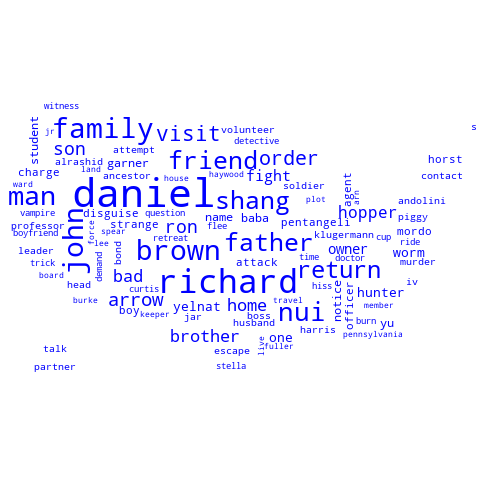 witness
s
jr family visit volunteer
student son detective
attempt friend order
alrashid garner horst
charge land ancestor house haywood fight agent contact
ward man daniel shang soldier plot arn andolini
vampire disguise question name baba pentangeli hopper piggy
professor force strange ron flee
boyfriend john spear retreat brown father klugermann cup mordo
leader flee bond owner ride
trick demand attack time doctor return worm murder
board head bad curtis richard hiss notice iv
burke arrow travel hunter member
boy keeper yelnat home nui officer
jar boss burn yu
husband harris pennsylvania
brother one
talk escape live fuller
partner stella